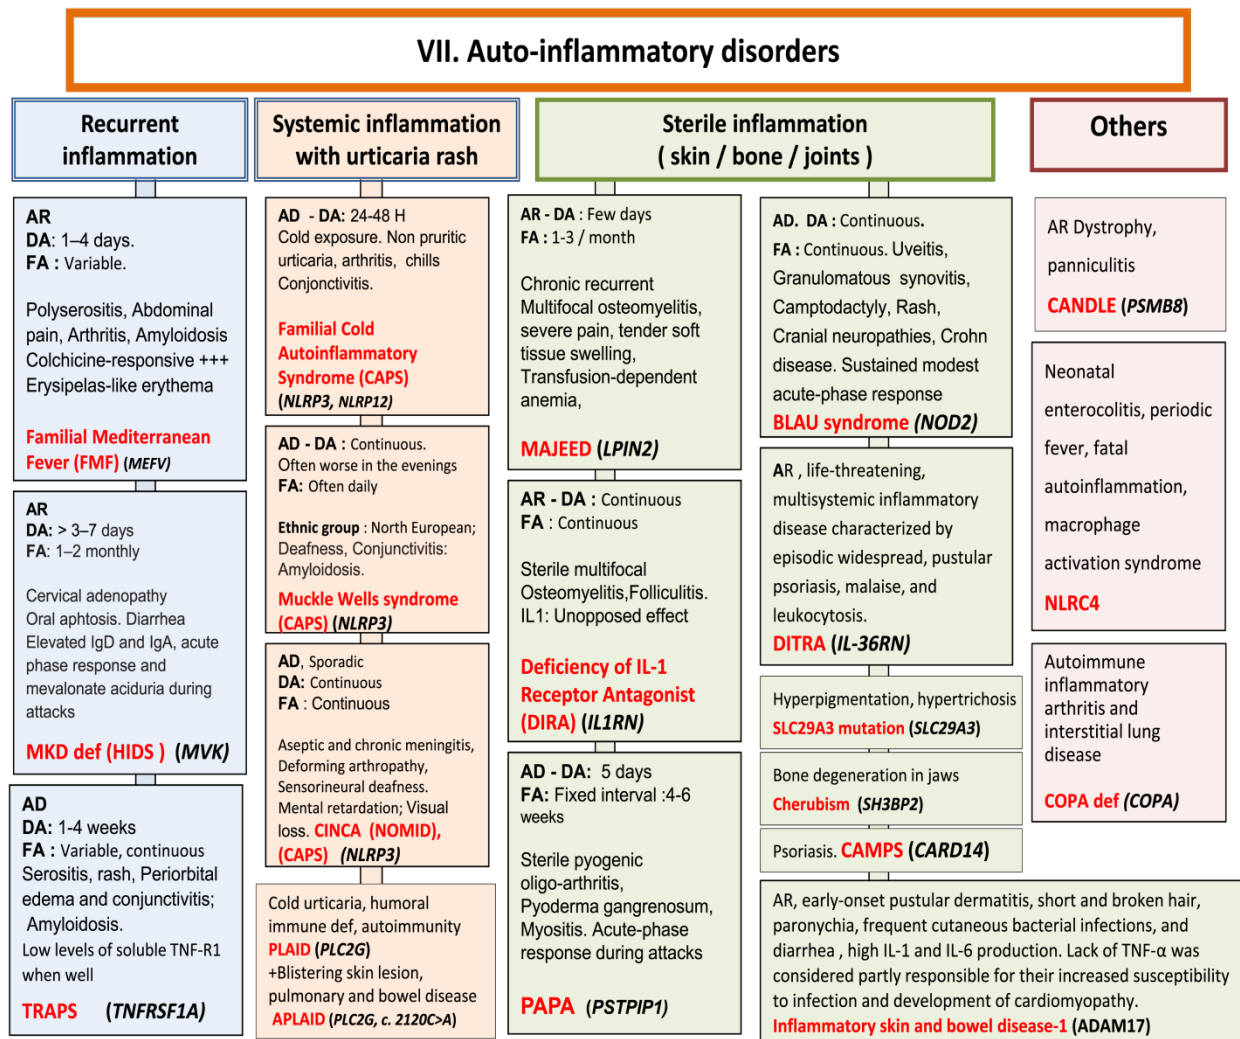 VII. Auto-inflammatory disorders
Recurrent
inflammation
AR
DA: 1–4 days.
FA : Variable.
Polyserositis, Abdominal
pain, Arthritis, Amyloidosis
Colchicine-responsive +++
Erysipelas-like erythema
Familial Mediterranean
Fever (FMF) (MEFV)
AR
DA: > 3–7 days
FA: 1–2 monthly
Cervical adenopathy
Oral aphtosis. Diarrhea
Elevated IgD and IgA, acute
phase response and
mevalonate aciduria during
attacks
MKD def (HIDS ) (MVK)
AD
DA: 1-4 weeks
FA : Variable, continuous
Serositis, rash, Periorbital
edema and conjunctivitis;
Amyloidosis.
Low levels of soluble TNF-R1
when well
TRAPS (TNFRSF1A)
Systemic inflammation
with urticaria rash
AD - DA: 24-48 H
Cold exposure. Non pruritic
urticaria, arthritis, chills
Conjonctivitis.
Familial Cold
Autoinflammatory
Syndrome (CAPS)
(NLRP3, NLRP12)
AD - DA : Continuous.
Often worse in the evenings
FA: Often daily
Ethnic group : North European;
Deafness, Conjunctivitis:
Amyloidosis.
Muckle Wells syndrome
(CAPS) (NLRP3)
AD, Sporadic
DA: Continuous
FA : Continuous
Aseptic and chronic meningitis,
Deforming arthropathy,
Sensorineural deafness.
Mental retardation; Visual
loss. CINCA (NOMID),
(CAPS) (NLRP3)
Cold urticaria, humoral
immune def, autoimmunity
PLAID (PLC2G)
+Blistering skin lesion,
pulmonary and bowel disease
APLAID (PLC2G, c. 2120C>A)
Sterile inflammation
( skin / bone / joints )
AR - DA : Few days
FA : 1-3 / month
Chronic recurrent
Multifocal osteomyelitis,
severe pain, tender soft
tissue swelling,
Transfusion-dependent
anemia,
MAJEED (LPIN2)
AR - DA : Continuous
FA : Continuous
Sterile multifocal
Osteomyelitis,Folliculitis.
IL1: Unopposed effect
Deficiency of IL-1
Receptor Antagonist
(DIRA) (IL1RN)
AD - DA: 5 days
FA: Fixed interval :4-6
weeks
Sterile pyogenic
oligo-arthritis,
Pyoderma gangrenosum,
Myositis. Acute-phase
response during attacks
PAPA (PSTPIP1)
AD. DA : Continuous.
FA : Continuous. Uveitis,
Granulomatous synovitis,
Camptodactyly, Rash,
Cranial neuropathies, Crohn
disease. Sustained modest
acute-phase response
BLAU syndrome (NOD2)
AR , life-threatening,
multisystemic inflammatory
disease characterized by
episodic widespread, pustular
psoriasis, malaise, and
leukocytosis.
DITRA (IL-36RN)
Hyperpigmentation, hypertrichosis
SLC29A3 mutation (SLC29A3)
Bone degeneration in jaws
Cherubism (SH3BP2)
Psoriasis. CAMPS (CARD14)
AR, early-onset pustular dermatitis, short and broken hair,
paronychia, frequent cutaneous bacterial infections, and
diarrhea , high IL-1 and IL-6 production. Lack of TNF-α was
considered partly responsible for their increased susceptibility
to infection and development of cardiomyopathy.
Inflammatory skin and bowel disease-1 (ADAM17)
Others
AR Dystrophy,
panniculitis
CANDLE (PSMB8)
Neonatal
enterocolitis, periodic
fever, fatal
autoinflammation,
macrophage
activation syndrome
NLRC4
Autoimmune
inflammatory
arthritis and
interstitial lung
disease
COPA def (COPA)